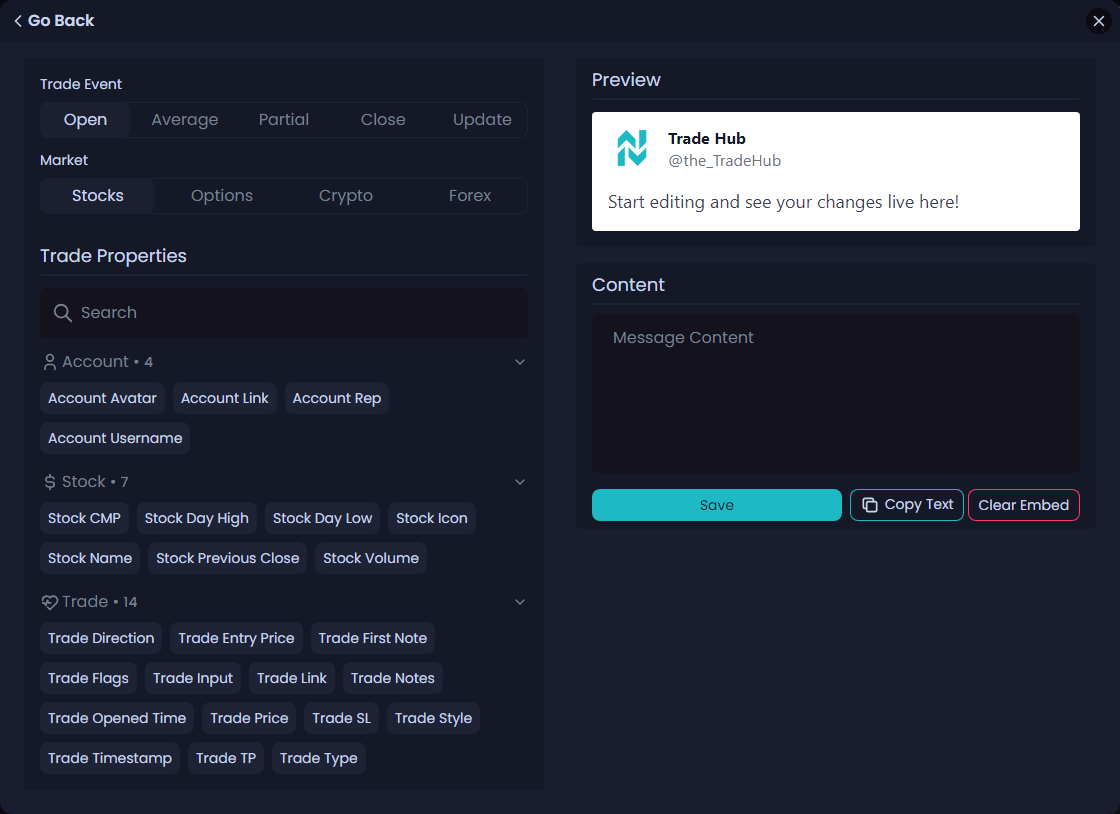 Go Back
Trade Event
Open Average Partial Close Update
Market
Stocks Options Crypto Forex
Trade Properties
Search
Account • 4
Account Avatar Account Link Account Rep
Account Username
Stock • 7
Stock CMP Stock Day High Stock Day Low Stock Icon
Stock Name Stock Previous Close Stock Volume
Trade • 14
Trade Direction Trade Entry Price Trade First Note
Trade Flags Trade Input Trade Link Trade Notes
Trade Opened Time Trade Price Trade SL Trade Style
Trade Timestamp Trade TP Trade Type
Preview
Trade Hub
@the_TradeHub
Start editing and see your changes live here!
Content
Message Content
Save Copy Text Clear Embed